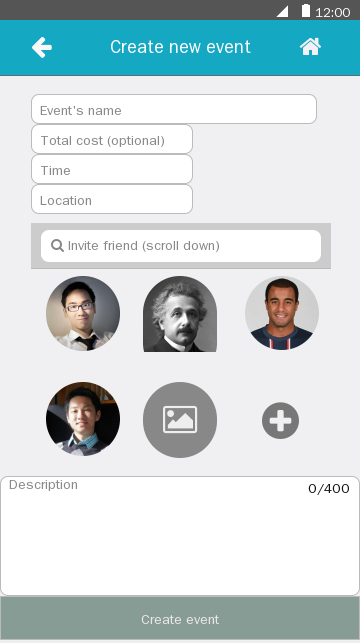 12:00
Create new event
Event's name
Total cost (optional)
Time
Location
Invite friend (scroll down)
Description
0/400
Create event